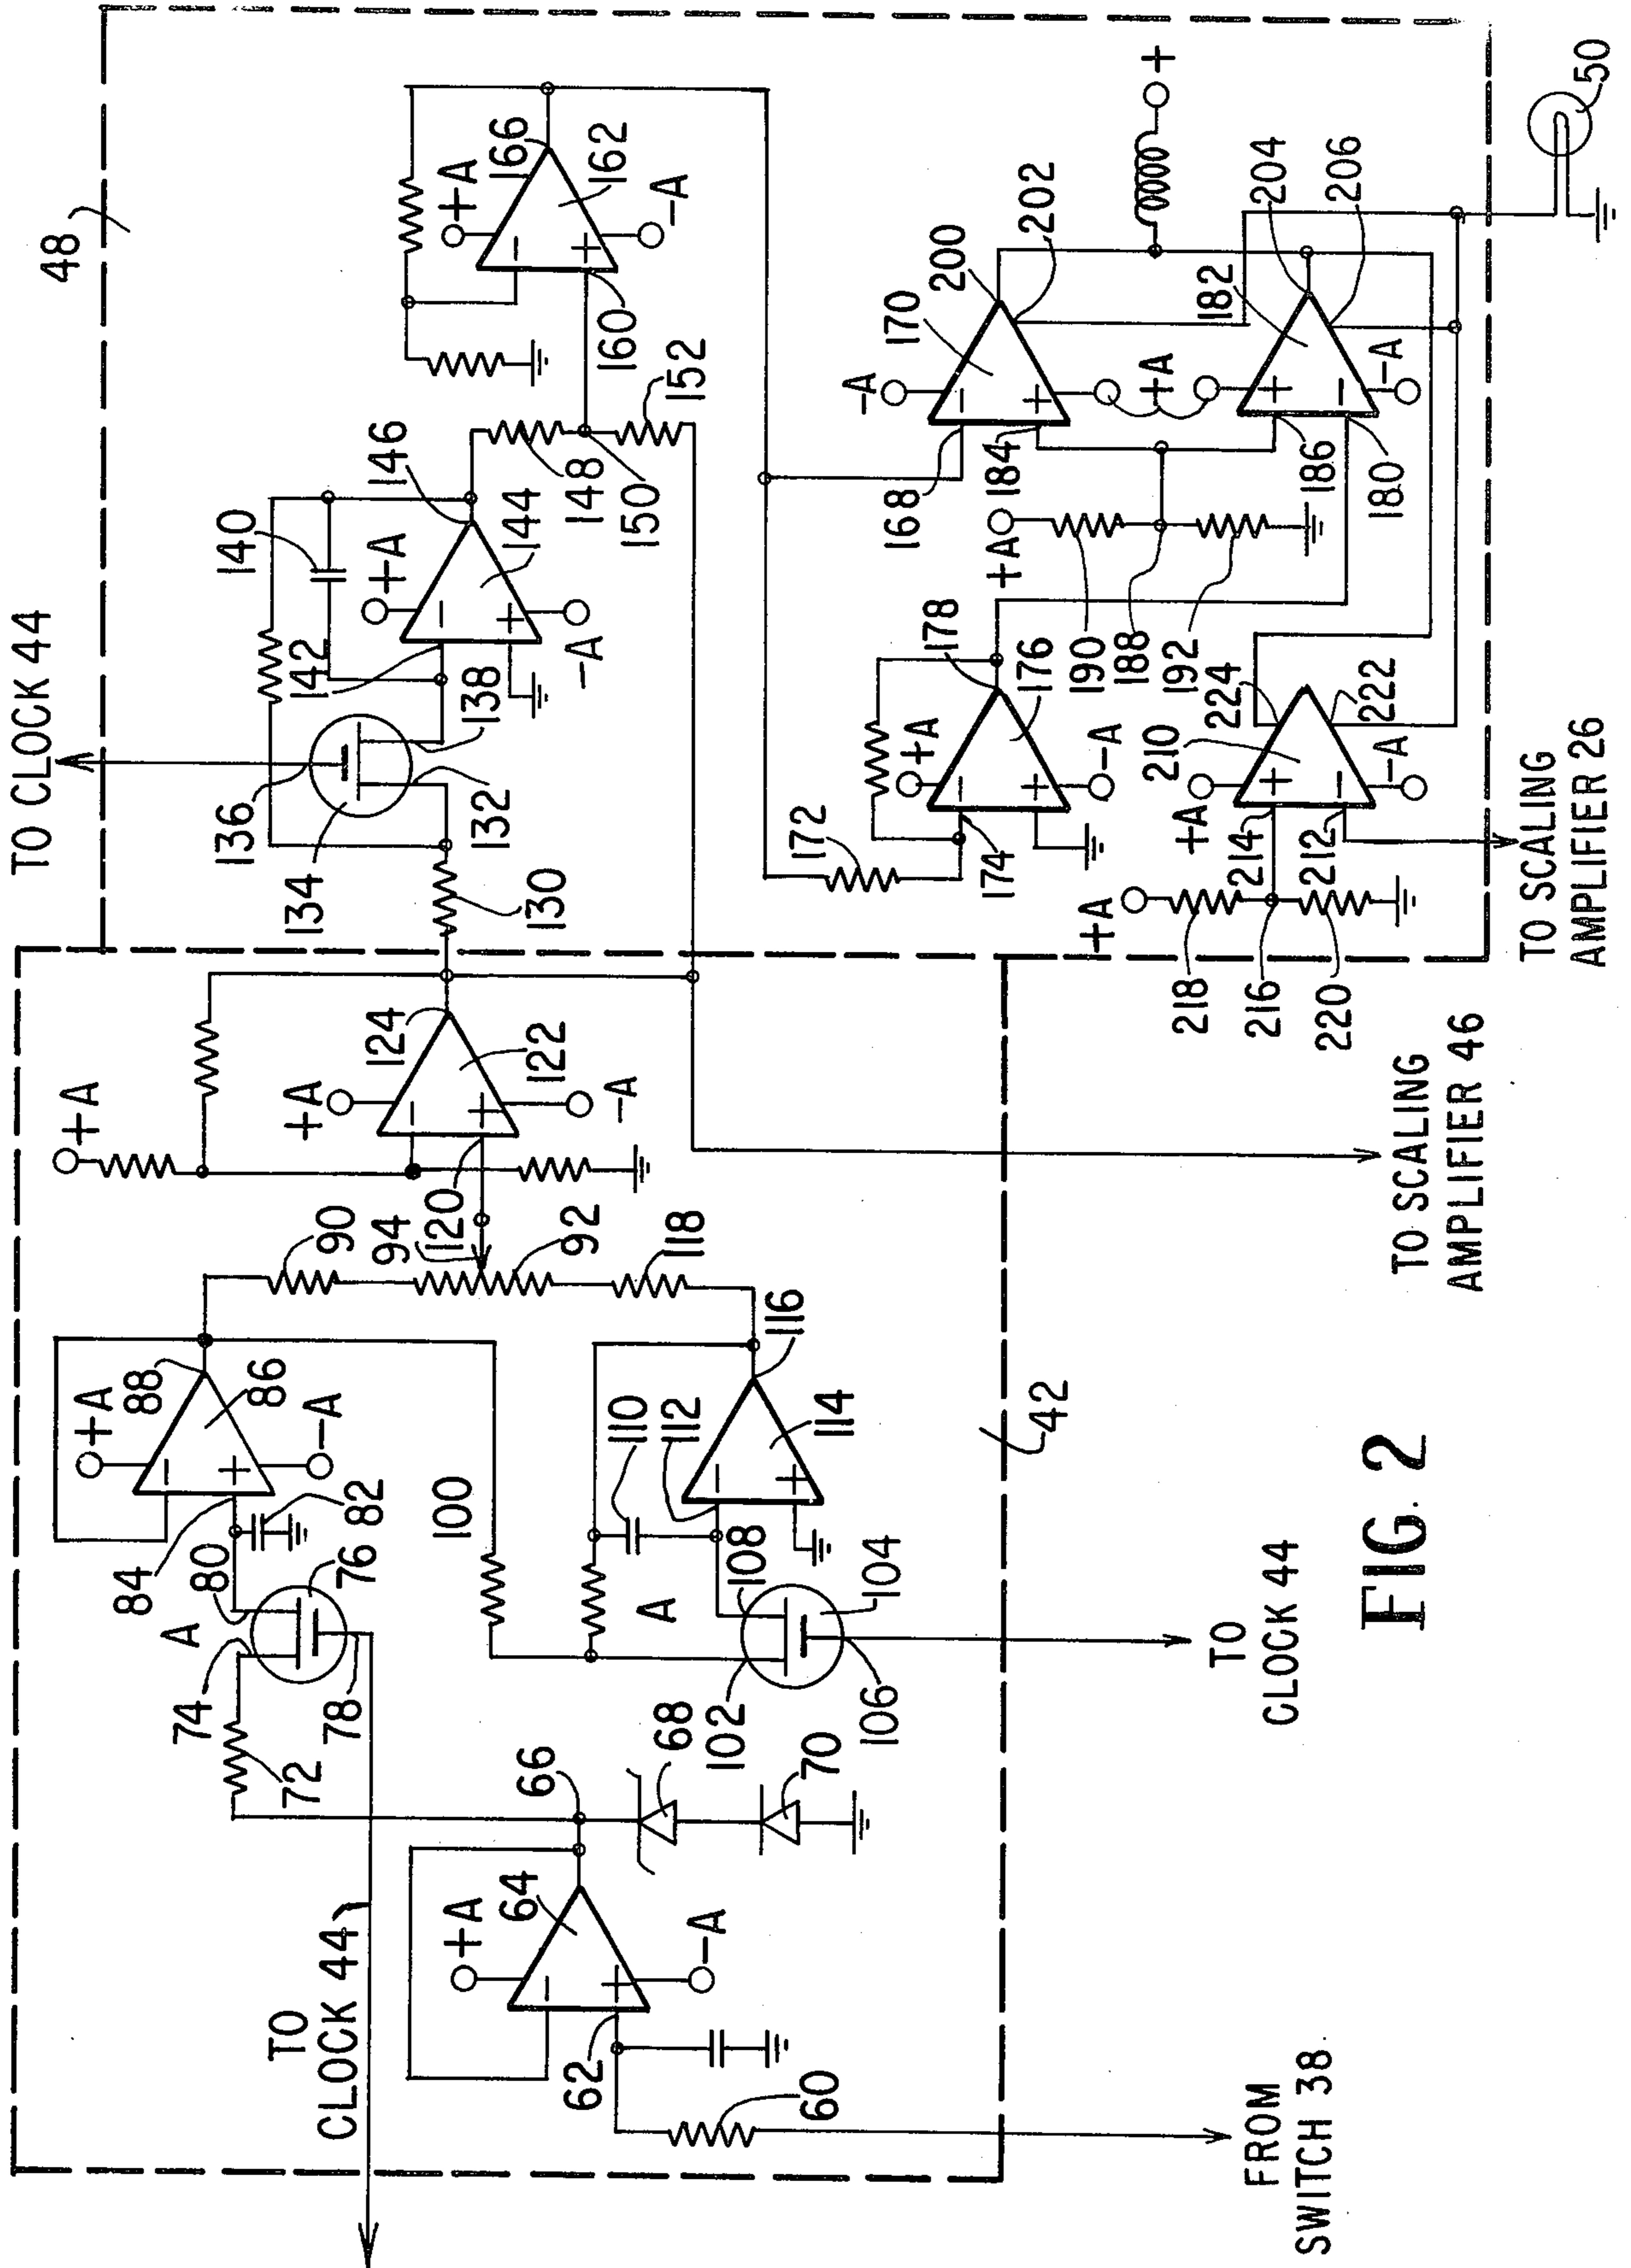 TO CLOCK 44
48
136
134
140
142
138
132
130
+A
144
146
-A
148
150
152
+A
166
162
160
-A
+A
124
122
+A
-A
120
90
94
92
118
+A
88
86
-A
84
80
82
76
A
74
78
72
TO
CLOCK 44
100
110
112
108
A
102
104
106
114
116
42
66
68
70
+A
64
-A
62
60
FROM
SWITCH 38
TO
CLOCK 44
TO SCALING
AMPLIFIER 46
172
174
+A
176
178
-A
168
170
-A
184
200
202
+A
+A
190
188
192
186
180
182
-A
204
206
+
+A
218
216
220
214
212
+A
210
224
222
-A
TO SCALING
AMPLIFIER 26
50
FIG. 2